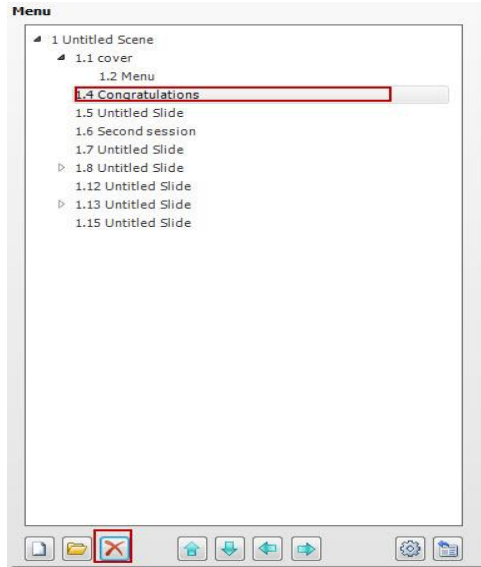 Menu
1 Untitled Scene
1.1 cover
1.2 Menu
1.4 Congratulations
1.5 Untitled Slide
1.6 Second session
1.7 Untitled Slide
1.8 Untitled Slide
1.12 Untitled Slide
1.13 Untitled Slide
1.15 Untitled Slide